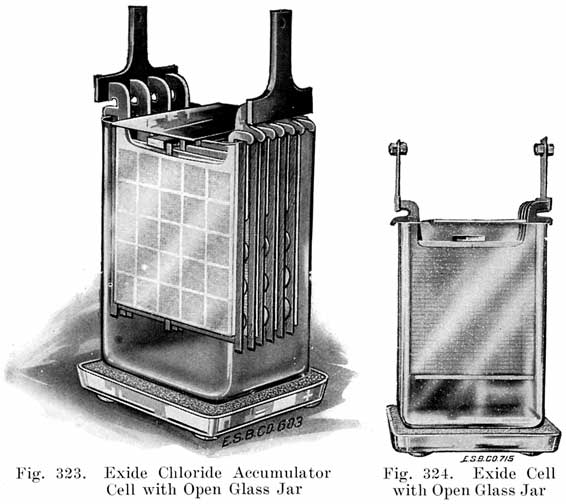 E.S.B.CO.603
E.S.B.CO.715
Fig. 323. Exide Chloride Accumulator
Cell with Open Glass Jar
Fig. 324. Exide Cell
with Open Glass Jar